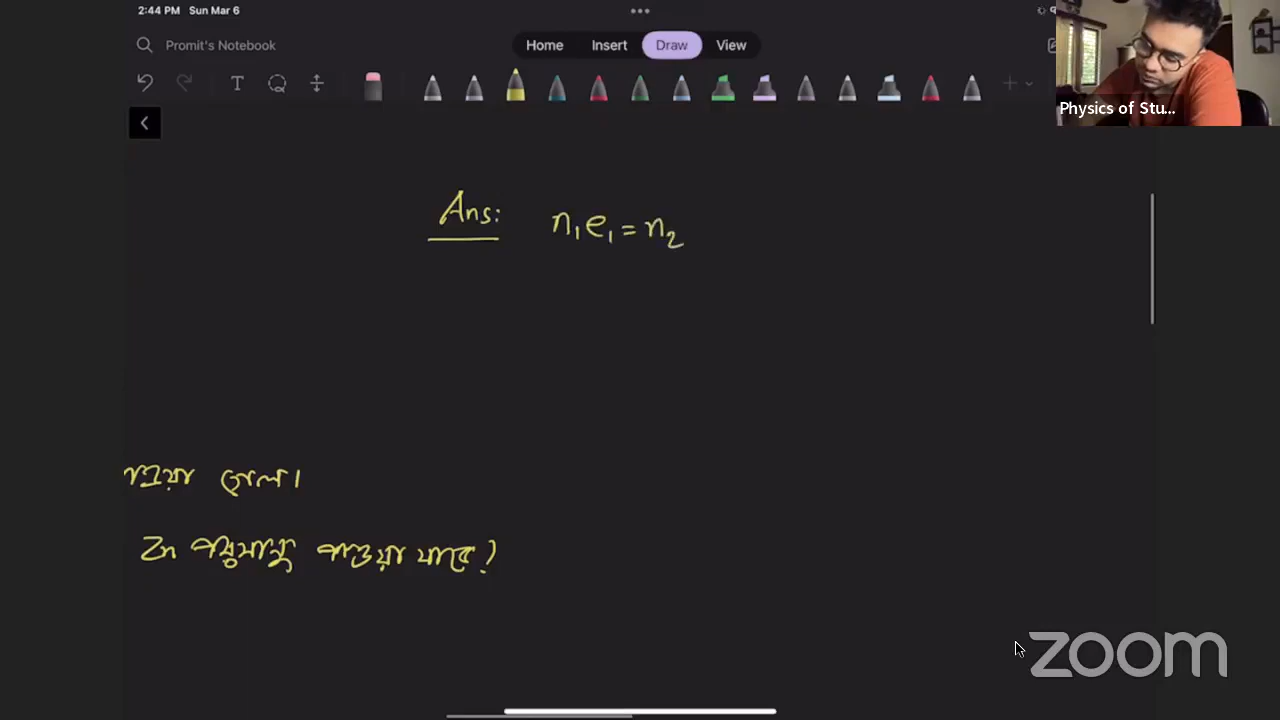 2:44 PM Sun Mar 6
Promit's Notebook
Home Insert Draw View
Physics of Stu...
Ans: n₁e₁ = n₂
গেল।
Zn পরমাণু পাওয়া যাবে?
zoom